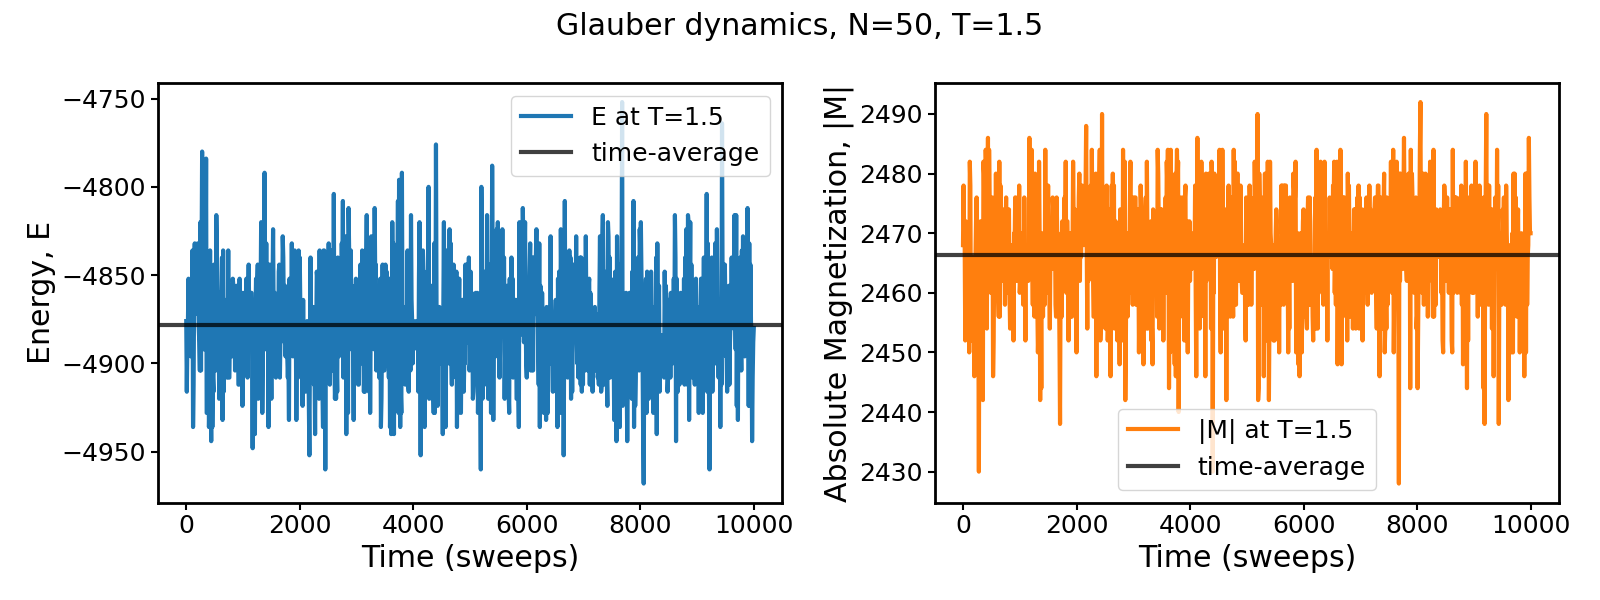 Glauber dynamics, N=50, T=1.5
Energy, E
−4750
−4800
−4850
−4900
−4950
E at T=1.5
time-average
0 2000 4000 6000 8000 10000
Time (sweeps)
Absolute Magnetization, |M|
2490
2480
2470
2460
2450
2440
2430
|M| at T=1.5
time-average
0 2000 4000 6000 8000 10000
Time (sweeps)